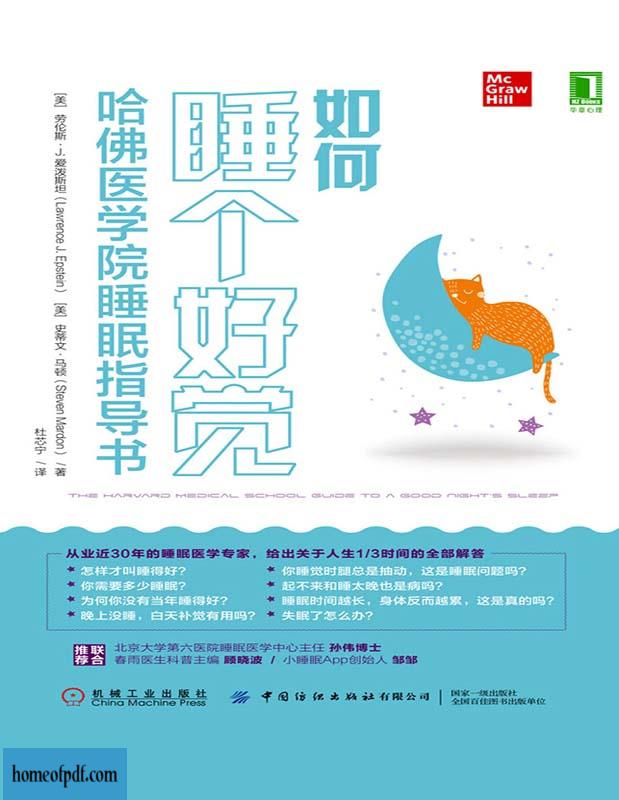 Mc
Graw
Hill
HZ Books
华章心理
如何
睡个好觉
哈佛医学院睡眠指导书
[美] 劳伦斯·J. 爱泼斯坦(Lawrence J. Epstein) [美] 史蒂文·马顿(Steven Mardon) / 著
杜芯宁 / 译
THE HARVARD MEDICAL SCHOOL GUIDE TO A GOOD NIGHT'S SLEEP
从业近30年的睡眠医学专家，给出关于人生1/3时间的全部解答
★ 怎样才叫睡得好?
★ 你需要多少睡眠?
★ 为何你没有当年睡得好?
★ 晚上没睡，白天补觉有用吗?
★ 你睡觉时腿总是抽动，这是睡眠问题吗?
★ 起不来和睡太晚也是病吗?
★ 睡眠时间越长，身体反而越累，这是真的吗?
★ 失眠了怎么办?
联合推荐
北京大学第六医院睡眠医学中心主任 孙伟博士
春雨医生科普主编 顾晓波 / 小睡眠App创始人 邹邹
机械工业出版社
China Machine Press
中国纺织出版社有限公司
国家一级出版社
全国百佳图书出版单位
homeofpdf.com